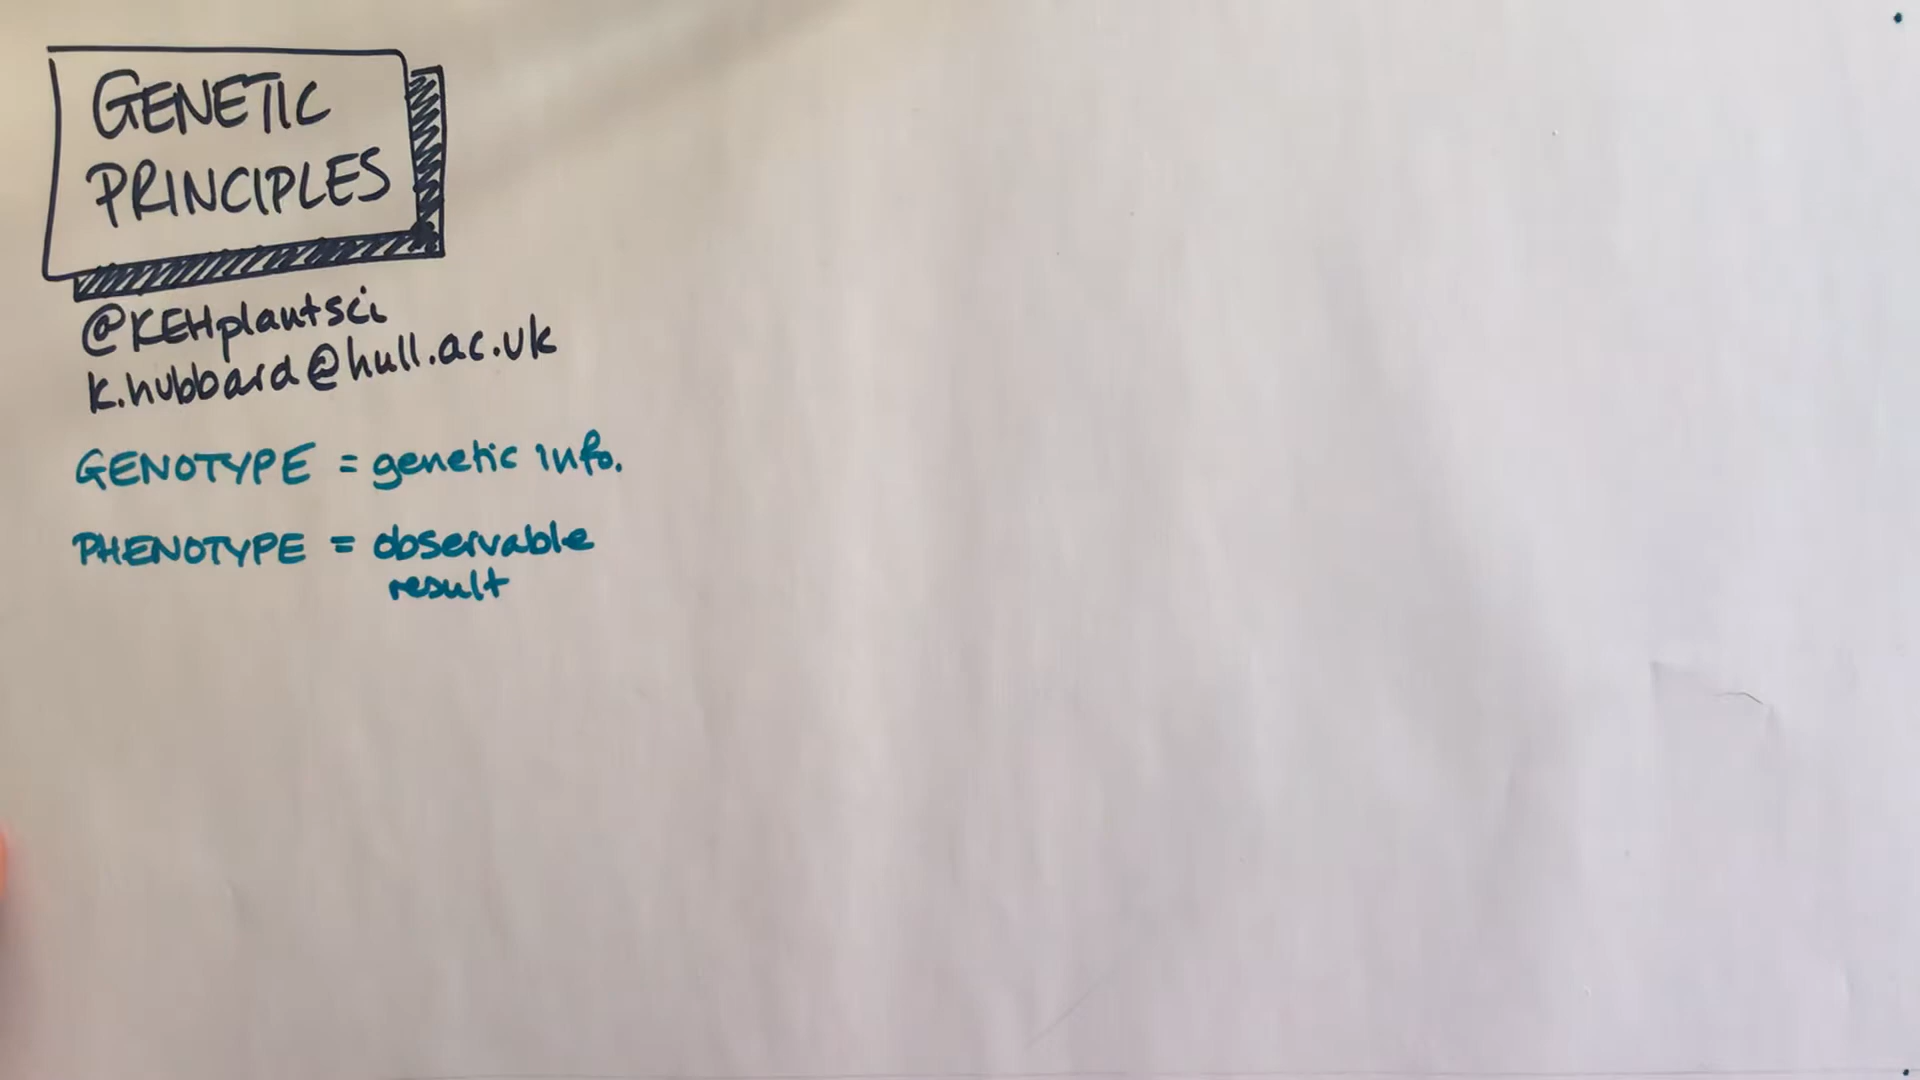 GENETIC
PRINCIPLES
@KEHplantsci
k.hubbard@hull.ac.uk
GENOTYPE = genetic info.
PHENOTYPE = observable
result